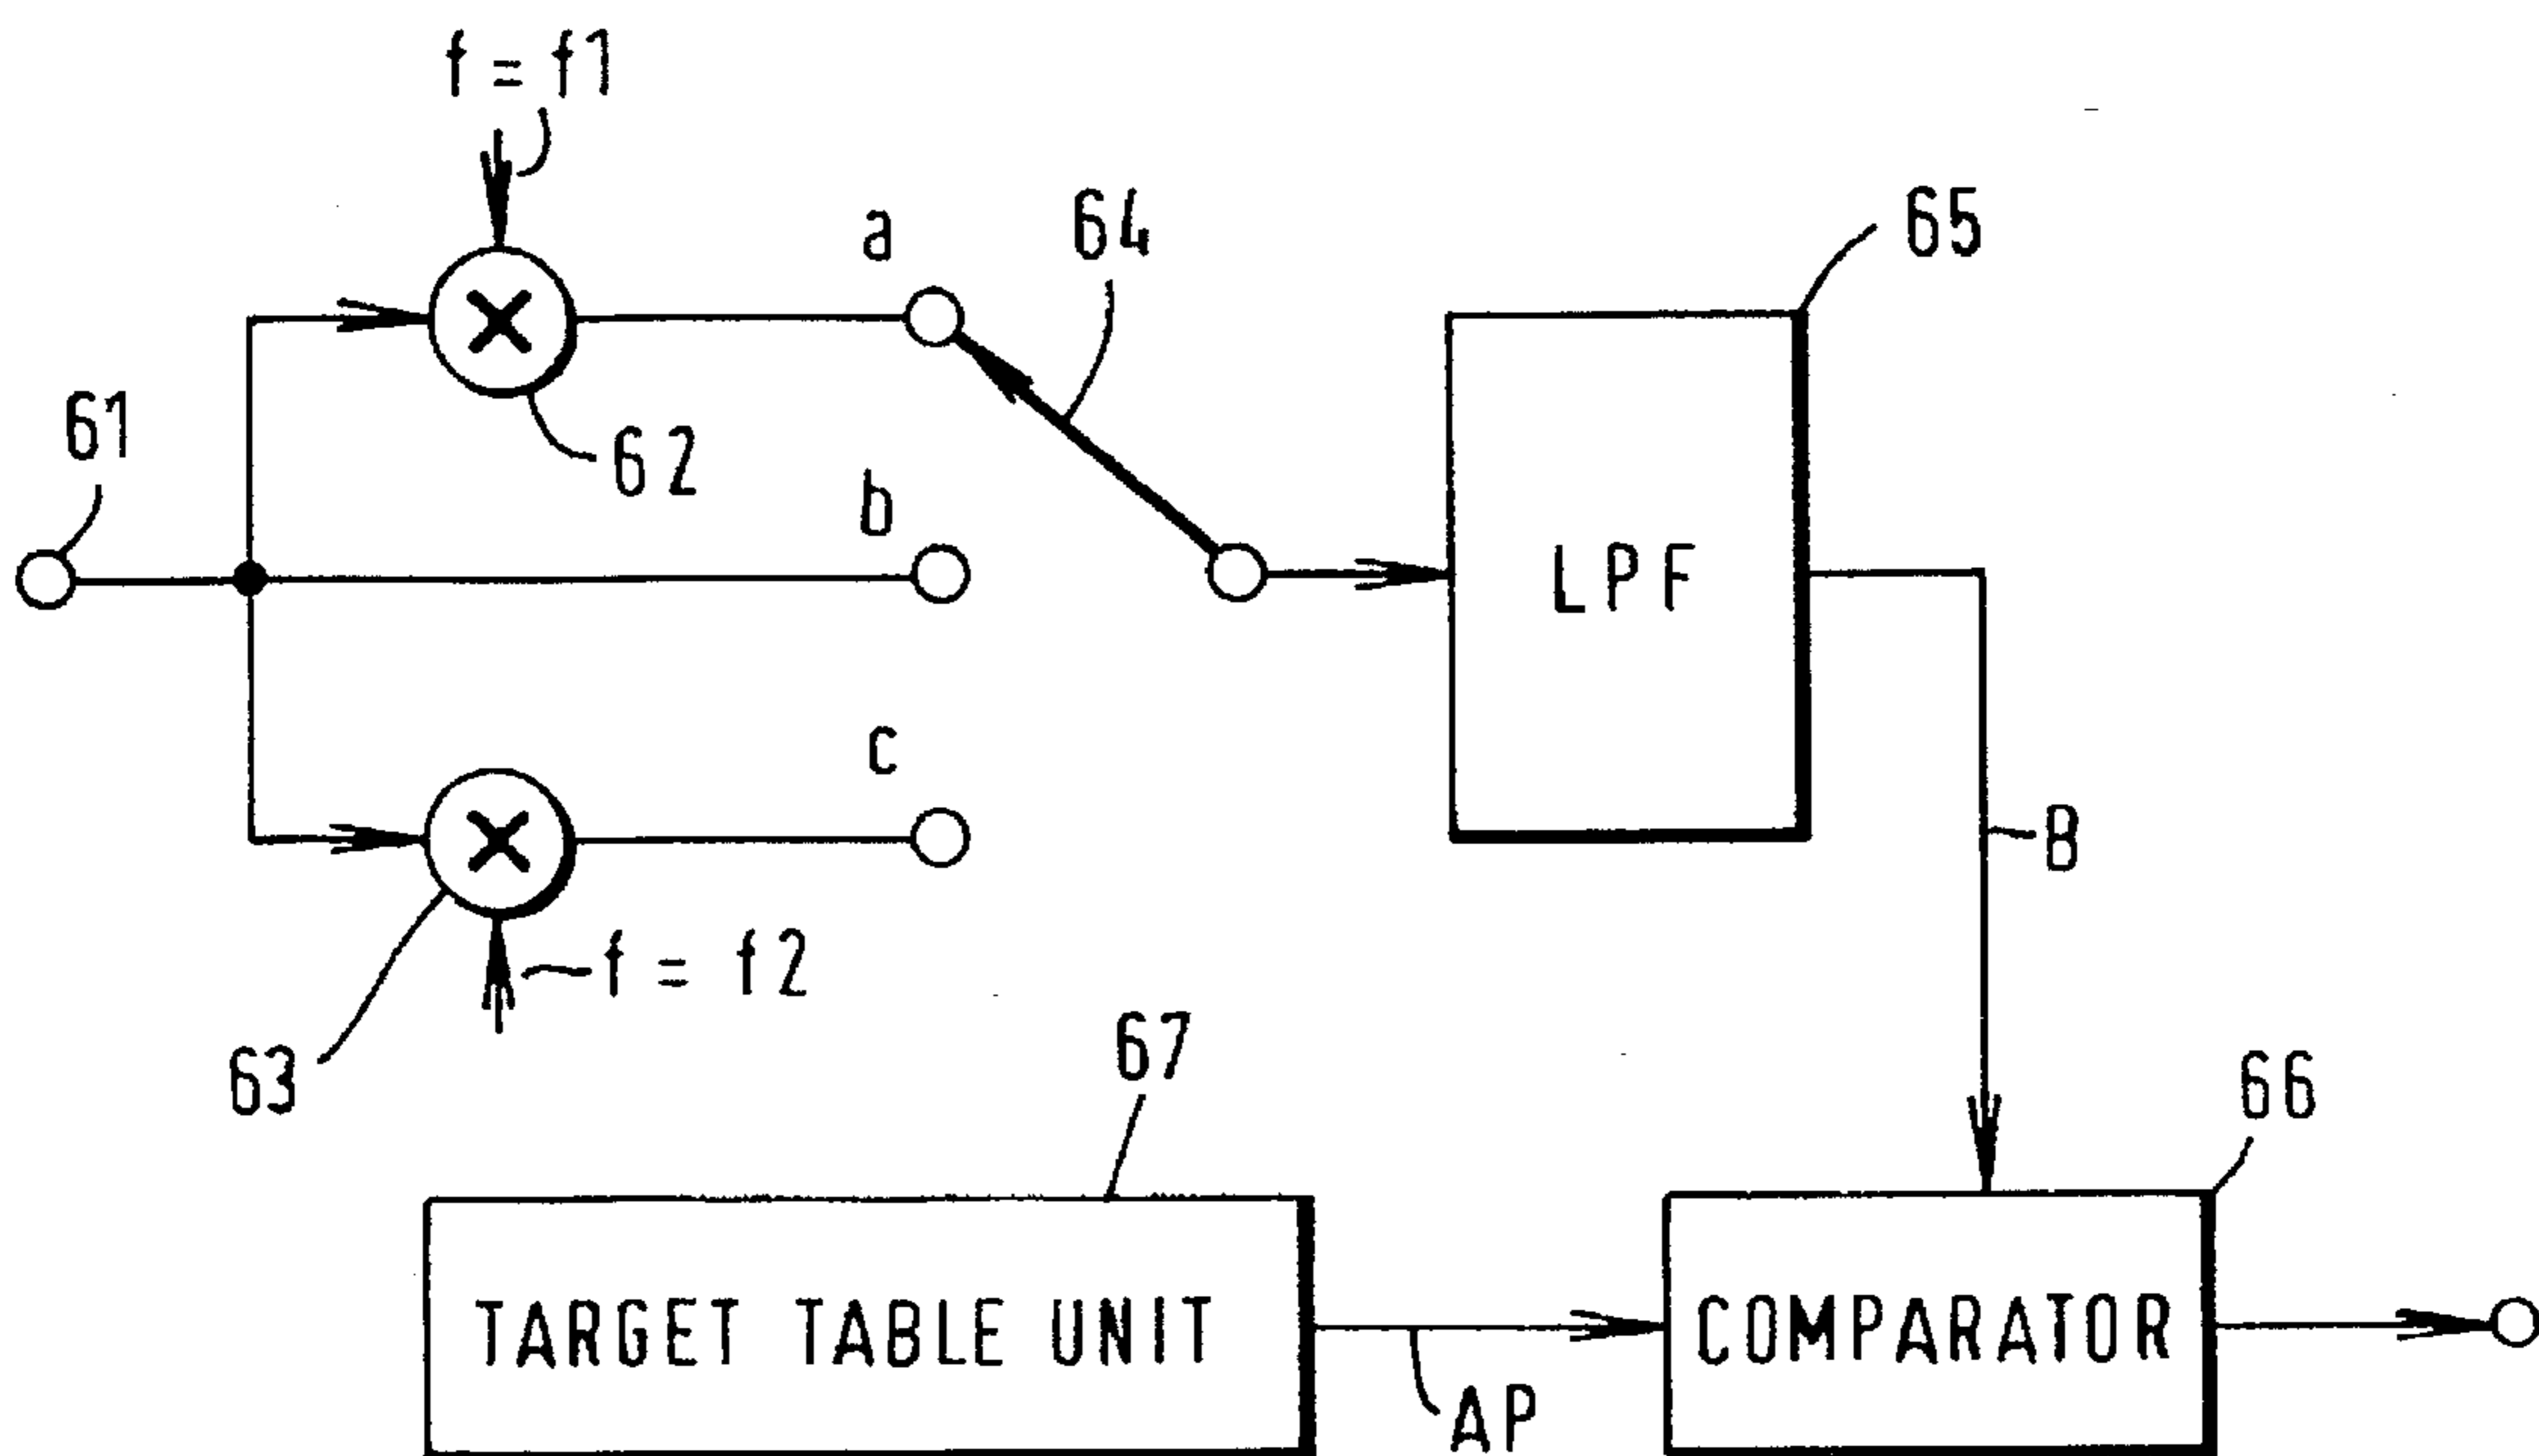 f = f1
a
64
65
61
62
b
LPF
c
B
f = f2
63
67
66
TARGET TABLE UNIT
COMPARATOR
AP